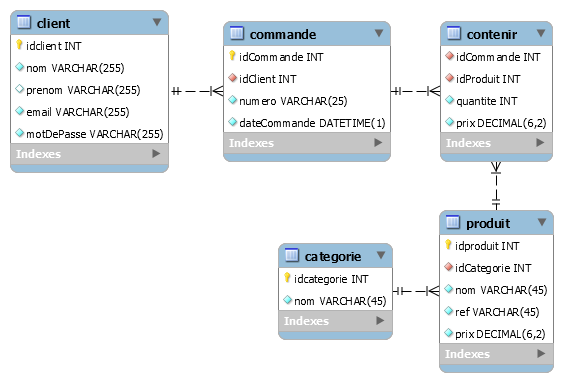 client
idclient INT
nom VARCHAR(255)
prenom VARCHAR(255)
email VARCHAR(255)
motDePasse VARCHAR(255)
Indexes
commande
idCommande INT
idClient INT
numero VARCHAR(25)
dateCommande DATETIME(1)
Indexes
contenir
idCommande INT
idProduit INT
quantite INT
prix DECIMAL(6,2)
Indexes
categorie
idcategorie INT
nom VARCHAR(45)
Indexes
produit
idproduit INT
idCategorie INT
nom VARCHAR(45)
ref VARCHAR(45)
prix DECIMAL(6,2)
Indexes